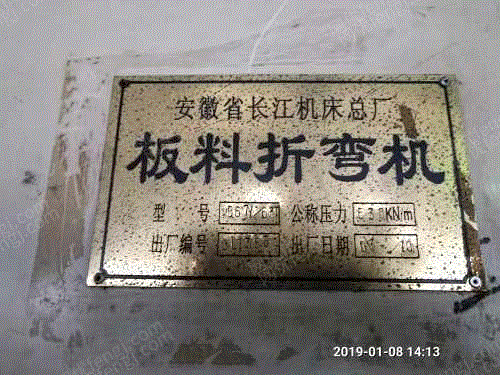 安徽省长江机床总厂
板料折弯机
型 号 公称压力 KN/m
出厂编号 出厂日期
2019-01-08 14:13